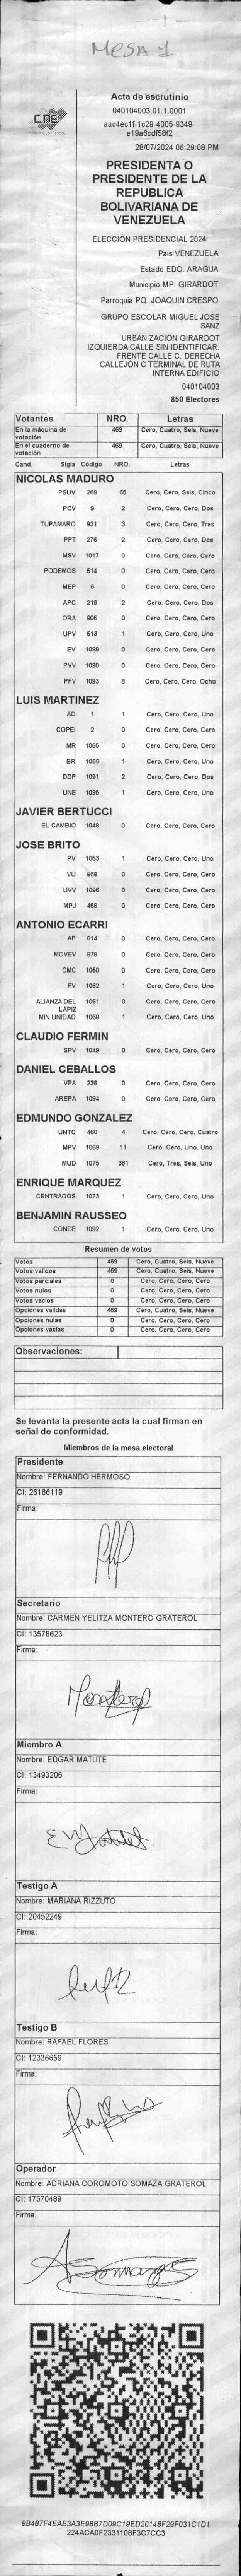 MESA 1
CNE
Acta de escrutinio
040104003.01.1.0001
aac4ec1f-1c29-4005-9349-
e19a6cdf58f2
28/07/2024 06:29:08 PM
PRESIDENTA O
PRESIDENTE DE LA
REPUBLICA
BOLIVARIANA DE
VENEZUELA
ELECCIÓN PRESIDENCIAL 2024
Pais VENEZUELA
Estado EDO. ARAGUA
Municipio MP. GIRARDOT
Parroquia PQ. JOAQUIN CRESPO
GRUPO ESCOLAR MIGUEL JOSE
SANZ
URBANIZACIÓN GIRARDOT
IZQUIERDA CALLE SIN IDENTIFICAR.
FRENTE CALLE C. DERECHA
CALLEJÓN C TERMINAL DE RUTA
INTERNA EDIFICIO
040104003
850 Electores
Votantes NRO. Letras
En la máquina de votación 469 Cero, Cuatro, Seis, Nueve
En el cuaderno de votación 469 Cero, Cuatro, Seis, Nueve
Cand. Sigla Código NRO. Letras
NICOLAS MADURO
PSUV 269 65 Cero, Cero, Seis, Cinco
PCV 9 2 Cero, Cero, Cero, Dos
TUPAMARO 931 3 Cero, Cero, Cero, Tres
PPT 276 2 Cero, Cero, Cero, Dos
MSV 1017 0 Cero, Cero, Cero, Cero
PODEMOS 514 0 Cero, Cero, Cero, Cero
MEP 6 0 Cero, Cero, Cero, Cero
APC 219 2 Cero, Cero, Cero, Dos
ORA 906 0 Cero, Cero, Cero, Cero
UPV 513 1 Cero, Cero, Cero, Uno
EV 1089 0 Cero, Cero, Cero, Cero
PVV 1090 0 Cero, Cero, Cero, Cero
PFV 1093 8 Cero, Cero, Cero, Ocho
LUIS MARTINEZ
AD 1 1 Cero, Cero, Cero, Uno
COPEI 2 0 Cero, Cero, Cero, Cero
MR 1055 0 Cero, Cero, Cero, Cero
BR 1065 1 Cero, Cero, Cero, Uno
DDP 1091 2 Cero, Cero, Cero, Dos
UNE 1095 1 Cero, Cero, Cero, Uno
JAVIER BERTUCCI
EL CAMBIO 1048 0 Cero, Cero, Cero, Cero
JOSE BRITO
PV 1053 1 Cero, Cero, Cero, Uno
VU 0 Cero, Cero, Cero, Cero
UVV 1096 0 Cero, Cero, Cero, Cero
MPJ 458 0 Cero, Cero, Cero, Cero
ANTONIO ECARRI
AP 914 0 Cero, Cero, Cero, Cero
MOVEV 978 0 Cero, Cero, Cero, Cero
CMC 1050 0 Cero, Cero, Cero, Cero
FV 1062 1 Cero, Cero, Cero, Uno
ALIANZA DEL LAPIZ 1051 0 Cero, Cero, Cero, Cero
MIN UNIDAD 1068 1 Cero, Cero, Cero, Uno
CLAUDIO FERMIN
SPV 1049 0 Cero, Cero, Cero, Cero
DANIEL CEBALLOS
VPA 236 0 Cero, Cero, Cero, Cero
AREPA 1094 0 Cero, Cero, Cero, Cero
EDMUNDO GONZALEZ
UNTC 460 4 Cero, Cero, Cero, Cuatro
MPV 1069 11 Cero, Cero, Uno, Uno
MUD 1075 361 Cero, Tres, Seis, Uno
ENRIQUE MARQUEZ
CENTRADOS 1073 1 Cero, Cero, Cero, Uno
BENJAMIN RAUSSEO
CONDE 1092 1 Cero, Cero, Cero, Uno
Resumen de votos
Votos 469 Cero, Cuatro, Seis, Nueve
Votos validos 469 Cero, Cuatro, Seis, Nueve
Votos parciales 0 Cero, Cero, Cero, Cero
Votos nulos 0 Cero, Cero, Cero, Cero
Votos vacios 0 Cero, Cero, Cero, Cero
Opciones validas 469 Cero, Cuatro, Seis, Nueve
Opciones nulas 0 Cero, Cero, Cero, Cero
Opciones vacias 0 Cero, Cero, Cero, Cero
Observaciones:
Se levanta la presente acta la cual firman en
señal de conformidad.
Miembros de la mesa electoral
Presidente
Nombre: FERNANDO HERMOSO
CI: 26166119
Firma:
Secretario
Nombre: CARMEN YELITZA MONTERO GRATEROL
CI: 13578623
Firma:
Montero
Miembro A
Nombre: EDGAR MATUTE
CI: 13493206
Firma:
Testigo A
Nombre: MARIANA RIZZUTO
CI: 20452249
Firma:
Testigo B
Nombre: RAFAEL FLORES
CI: 12336659
Firma:
Operador
Nombre: ADRIANA COROMOTO SOMAZA GRATEROL
CI: 17570489
Firma:
9B487F4EAE3A3E98B7D09C19ED20148F29F031C1D1
224ACA0F2331108F3C7CC3